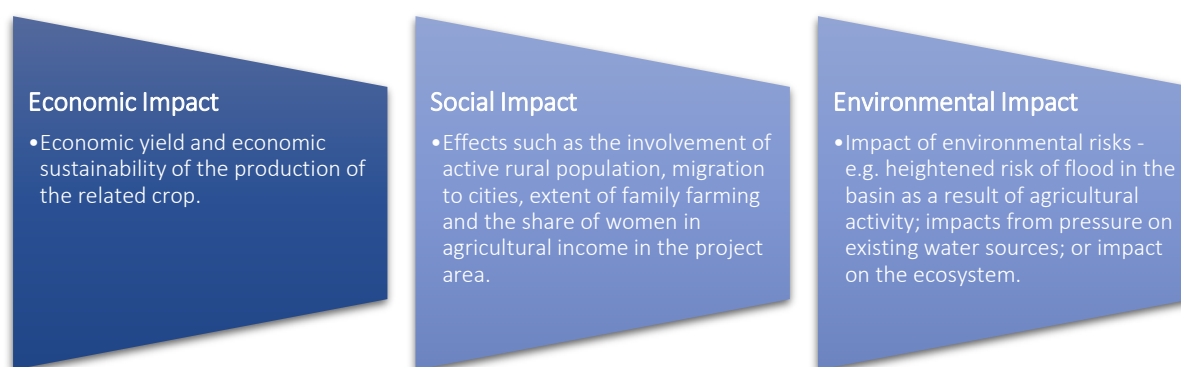 Economic Impact
•Economic yield and economic
sustainability of the production of
the related crop.
Social Impact
•Effects such as the involvement of
active rural population, migration
to cities, extent of family farming
and the share of women in
agricultural income in the project
area.
Environmental Impact
•Impact of environmental risks -
e.g. heightened risk of flood in the
basin as a result of agricultural
activity; impacts from pressure on
existing water sources; or impact
on the ecosystem.